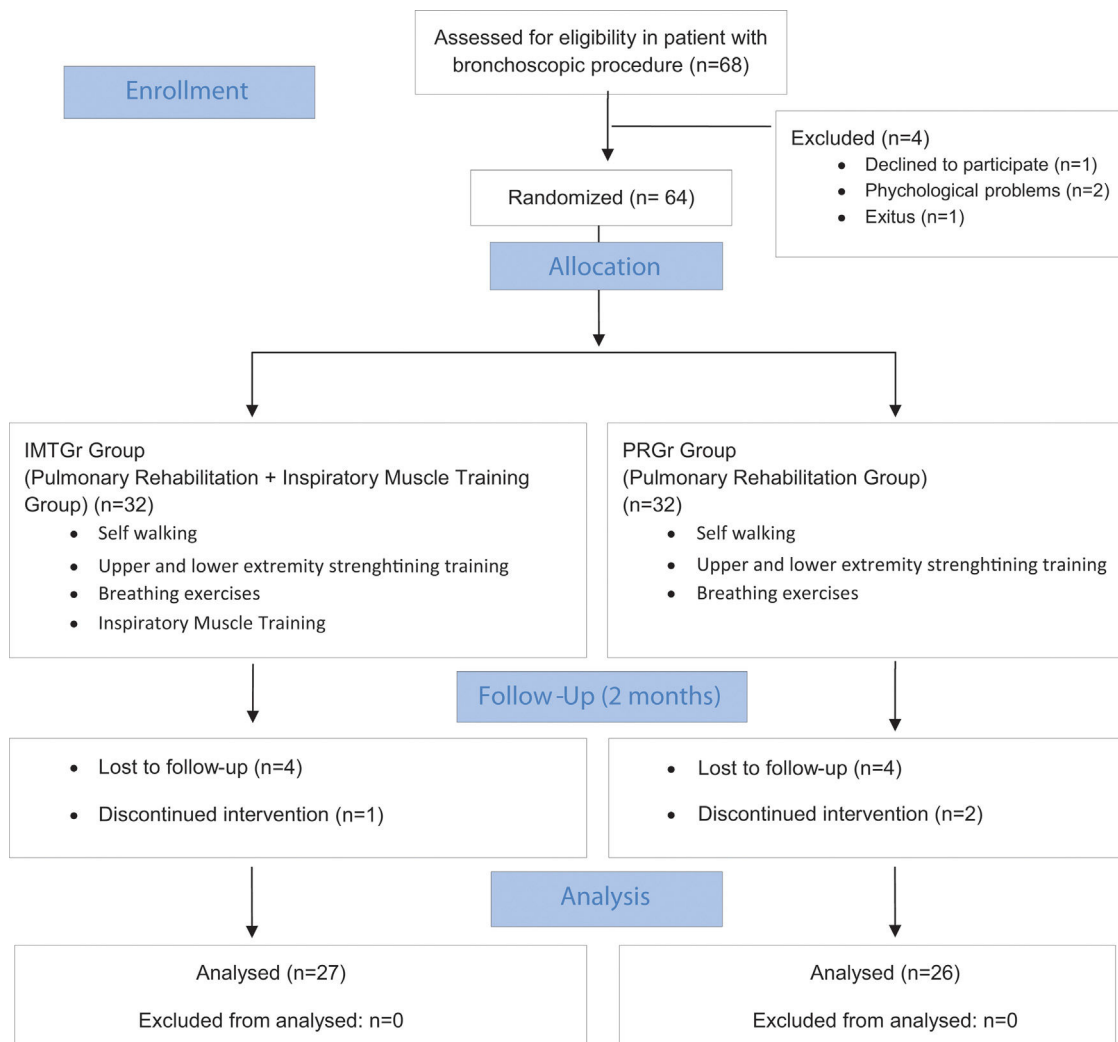 Assessed for eligibility in patient with
bronchoscopic procedure (n=68)
Enrollment
Excluded (n=4)
• Declined to participate (n=1)
• Phychological problems (n=2)
• Exitus (n=1)
Randomized (n= 64)
Allocation
IMTGr Group
(Pulmonary Rehabilitation + Inspiratory Muscle Training
Group) (n=32)
• Self walking
• Upper and lower extremity strenghtining training
• Breathing exercises
• Inspiratory Muscle Training
PRGr Group
(Pulmonary Rehabilitation Group)
(n=32)
• Self walking
• Upper and lower extremity strenghtining training
• Breathing exercises
Follow-Up (2 months)
• Lost to follow-up (n=4)
• Discontinued intervention (n=1)
• Lost to follow-up (n=4)
• Discontinued intervention (n=2)
Analysis
Analysed (n=27)
Excluded from analysed: n=0
Analysed (n=26)
Excluded from analysed: n=0